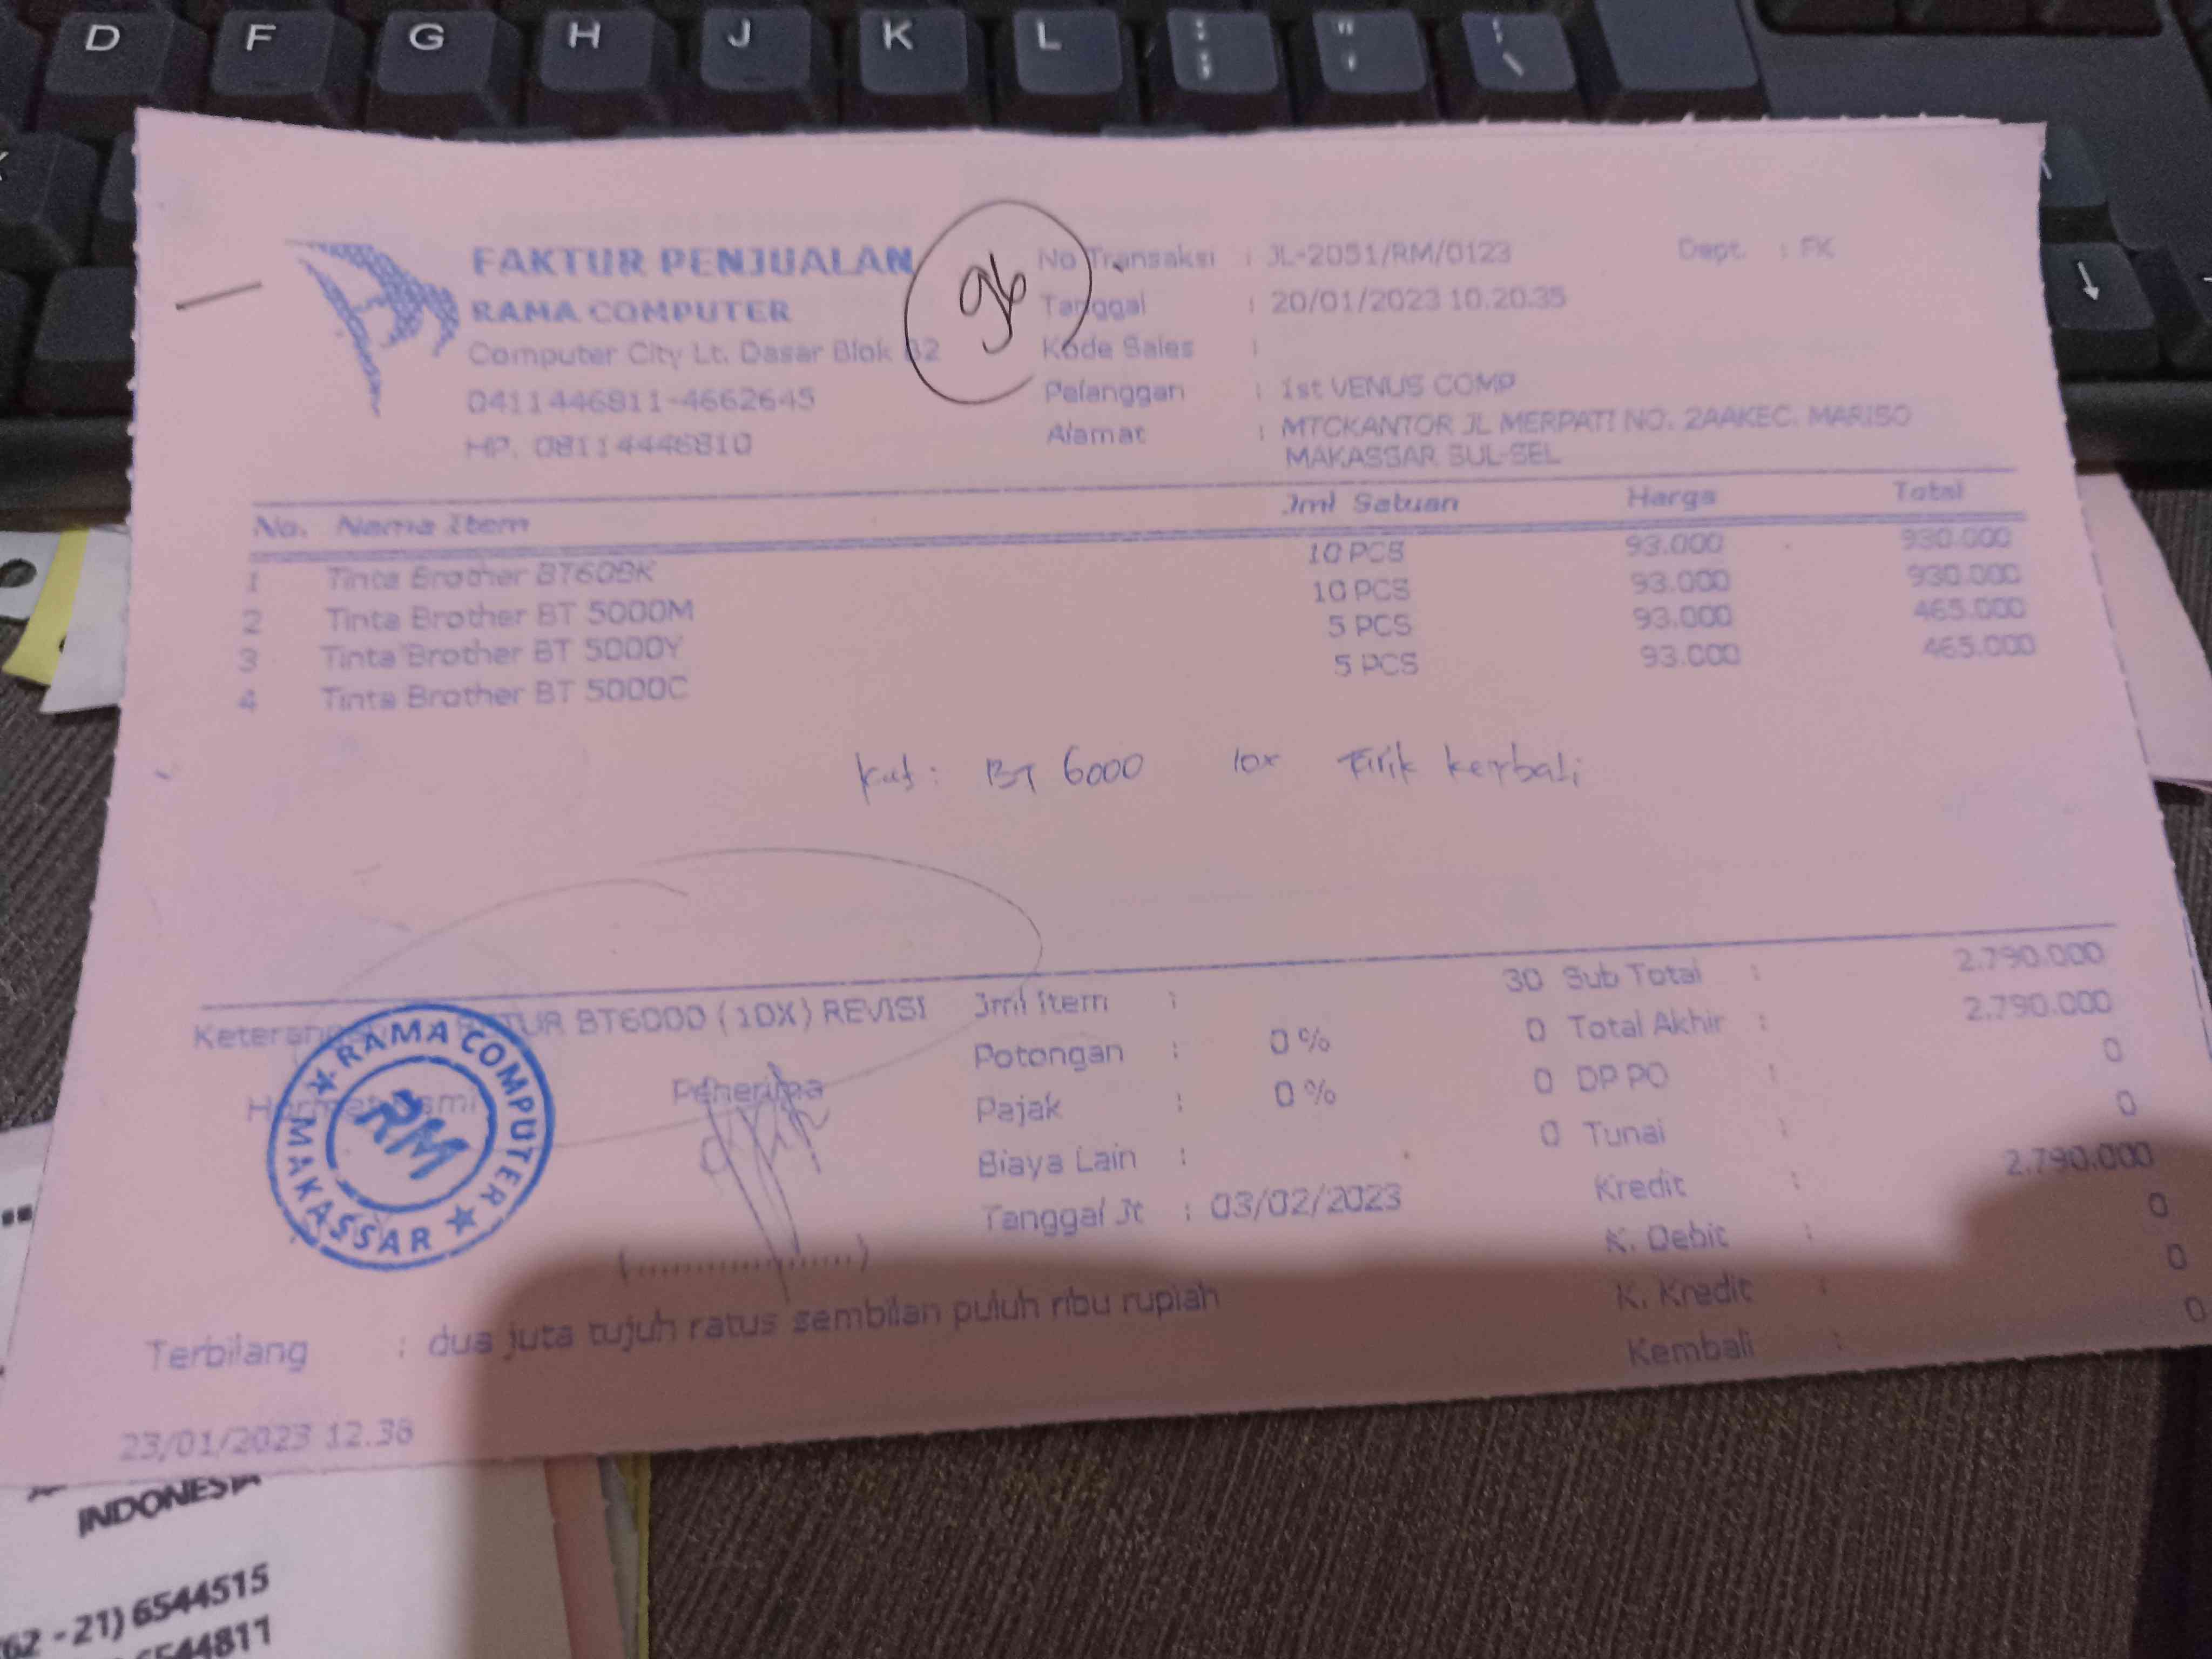 D F G H J K L : ; " ' | \
FAKTUR PENJUALAN
RAMA COMPUTER
Computer City Lt. Dasar Blok B2
0411446811-4662645
HP. 08114446810
96
No Transaksi : JL-2051/RM/0123
Dept. : FK
Tanggal : 20/01/2023 10.20.35
Kode Sales :
Pelanggan : 1st VENUS COMP
Alamat : MTCKANTOR JL MERPATI NO. 2AAKEC. MARISO
MAKASSAR SUL-SEL
No. Nama Item Jml Satuan Harga Total
1 Tinta Brother BT60BK 10 PCS 93.000 930.000
2 Tinta Brother BT 5000M 10 PCS 93.000 930.000
3 Tinta Brother BT 5000Y 5 PCS 93.000 465.000
4 Tinta Brother BT 5000C 5 PCS 93.000 465.000
BT 6000 10x Tirik kembali
RETUR BT6000 (10X) REVISI
Jml Item : 30 Sub Total : 2.790.000
Potongan : 0 % 0 Total Akhir : 2.790.000
Pajak : 0 % 0 DP PO : 0
Biaya Lain : 0 Tunai : 0
Tanggal Jt : 03/02/2023 Kredit : 2.790.000
K. Debit : 0
K. Kredit : 0
Kembali : 0
Penerima
(....................)
RAMA COMPUTER
MAKASSAR
RM
Terbilang : dua juta tujuh ratus sembilan puluh ribu rupiah
23/01/2023 12.38
INDONESIA
62 - 21) 6544515
6544811